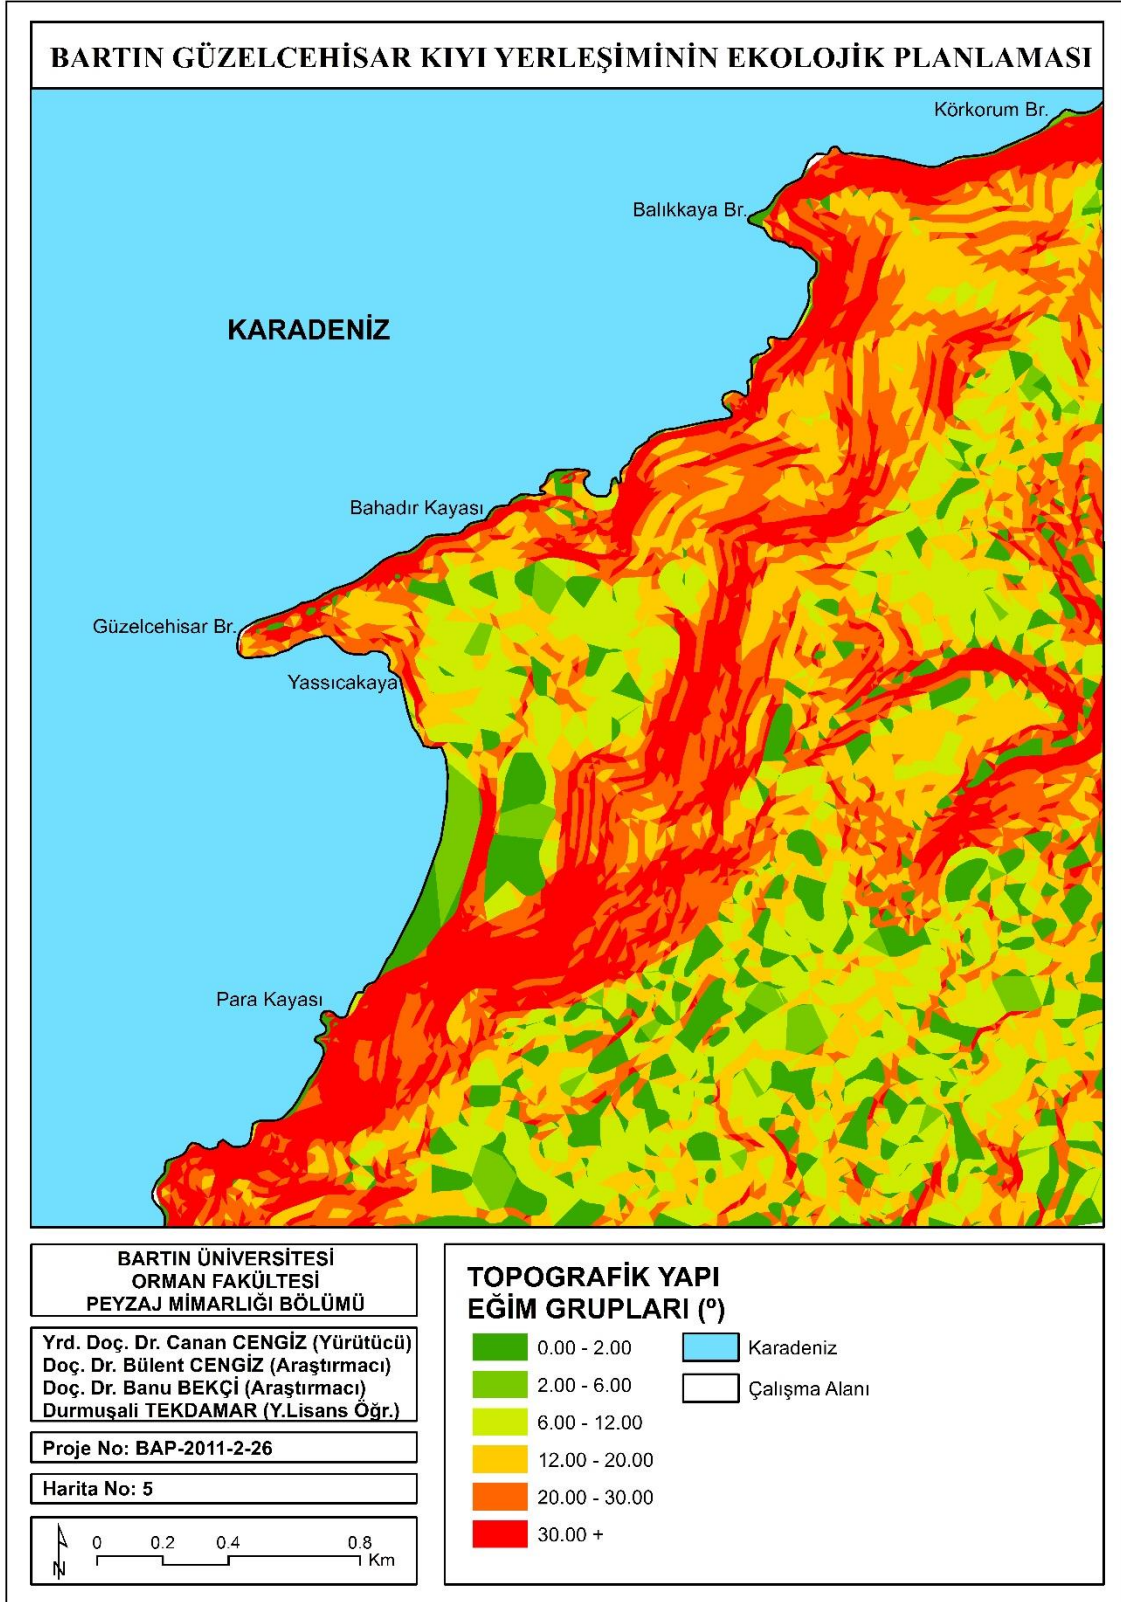 BARTIN GÜZELCEHİSAR KIYI YERLEŞİMİNİN EKOLOJİK PLANLAMASI
Körkorum Br.
Balıkkaya Br.
KARADENİZ
Bahadır Kayası
Güzelcehisar Br.
Yassıcakaya
Para Kayası
BARTIN ÜNİVERSİTESİ
ORMAN FAKÜLTESİ
PEYZAJ MİMARLIĞI BÖLÜMÜ
Yrd. Doç. Dr. Canan CENGİZ (Yürütücü)
Doç. Dr. Bülent CENGİZ (Araştırmacı)
Doç. Dr. Banu BEKÇİ (Araştırmacı)
Durmuşali TEKDAMAR (Y.Lisans Öğr.)
Proje No: BAP-2011-2-26
Harita No: 5
N
0 0.2 0.4 0.8
Km
TOPOGRAFİK YAPI
EĞİM GRUPLARI (º)
0.00 - 2.00
2.00 - 6.00
6.00 - 12.00
12.00 - 20.00
20.00 - 30.00
30.00 +
Karadeniz
Çalışma Alanı